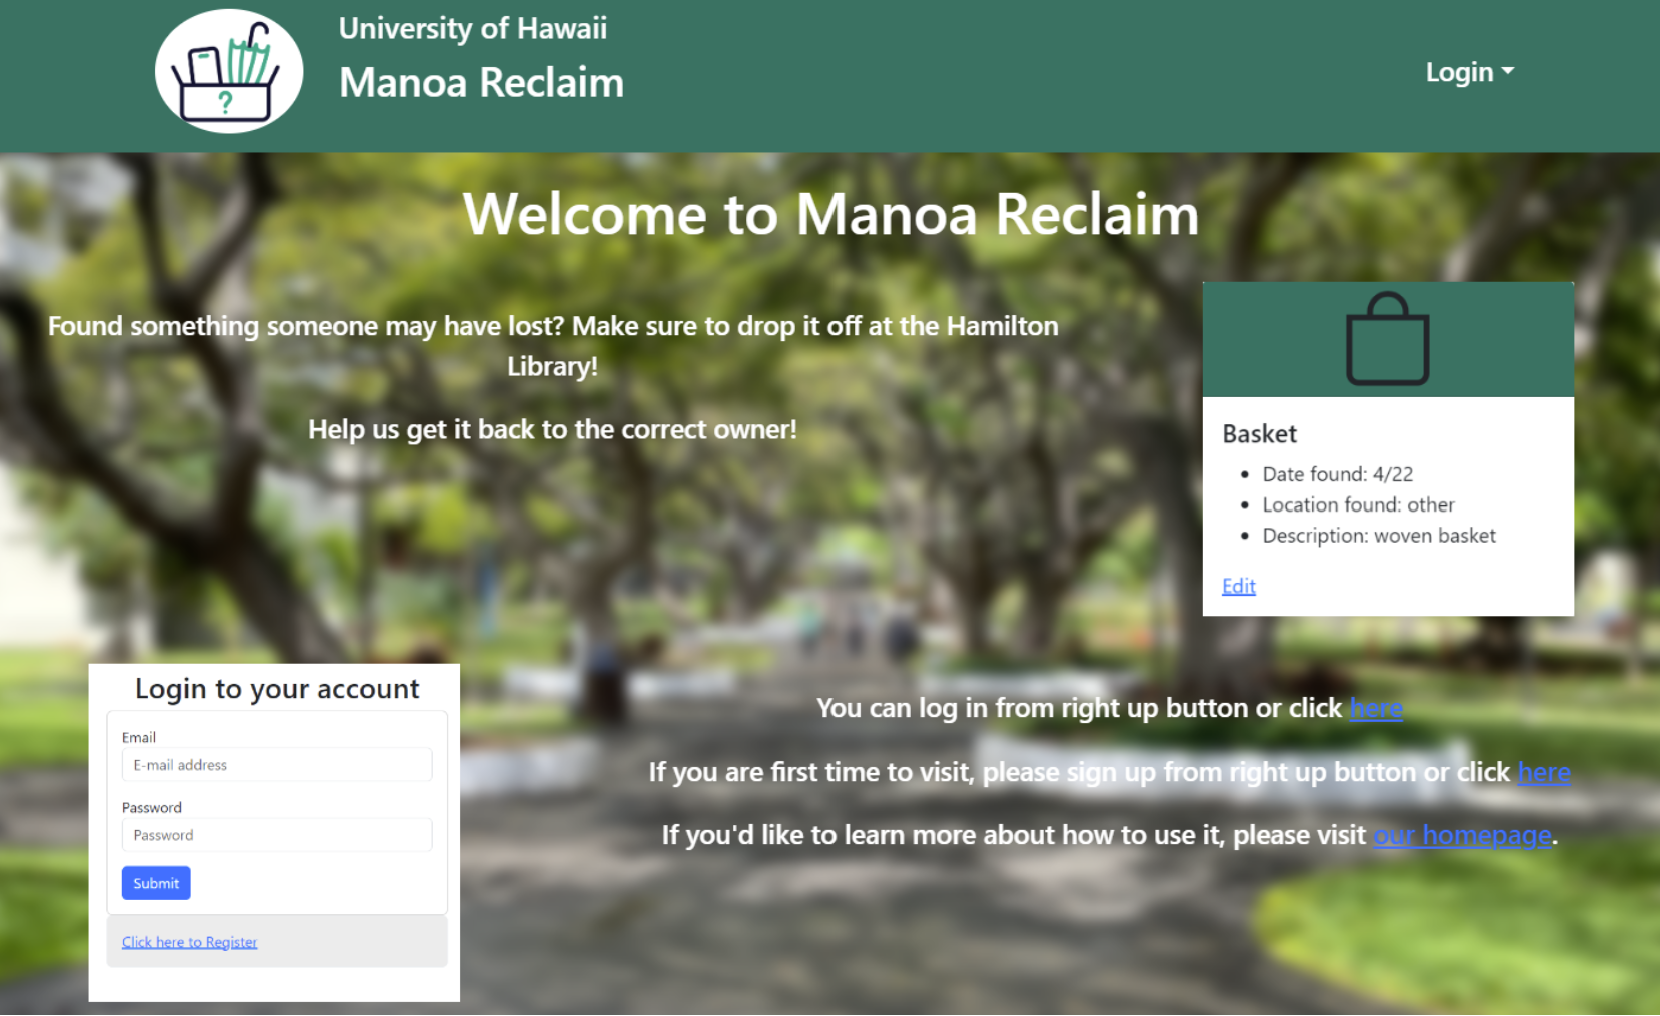 University of Hawaii
Manoa Reclaim
Login
?
Welcome to Manoa Reclaim
Found something someone may have lost? Make sure to drop it off at the Hamilton
Library!
Help us get it back to the correct owner!
Basket
Date found: 4/22
Location found: other
Description: woven basket
Edit
Login to your account
Email
E-mail address
Password
Password
Submit
Click here to Register
You can log in from right up button or click here
If you are first time to visit, please sign up from right up button or click here
If you'd like to learn more about how to use it, please visit our homepage.